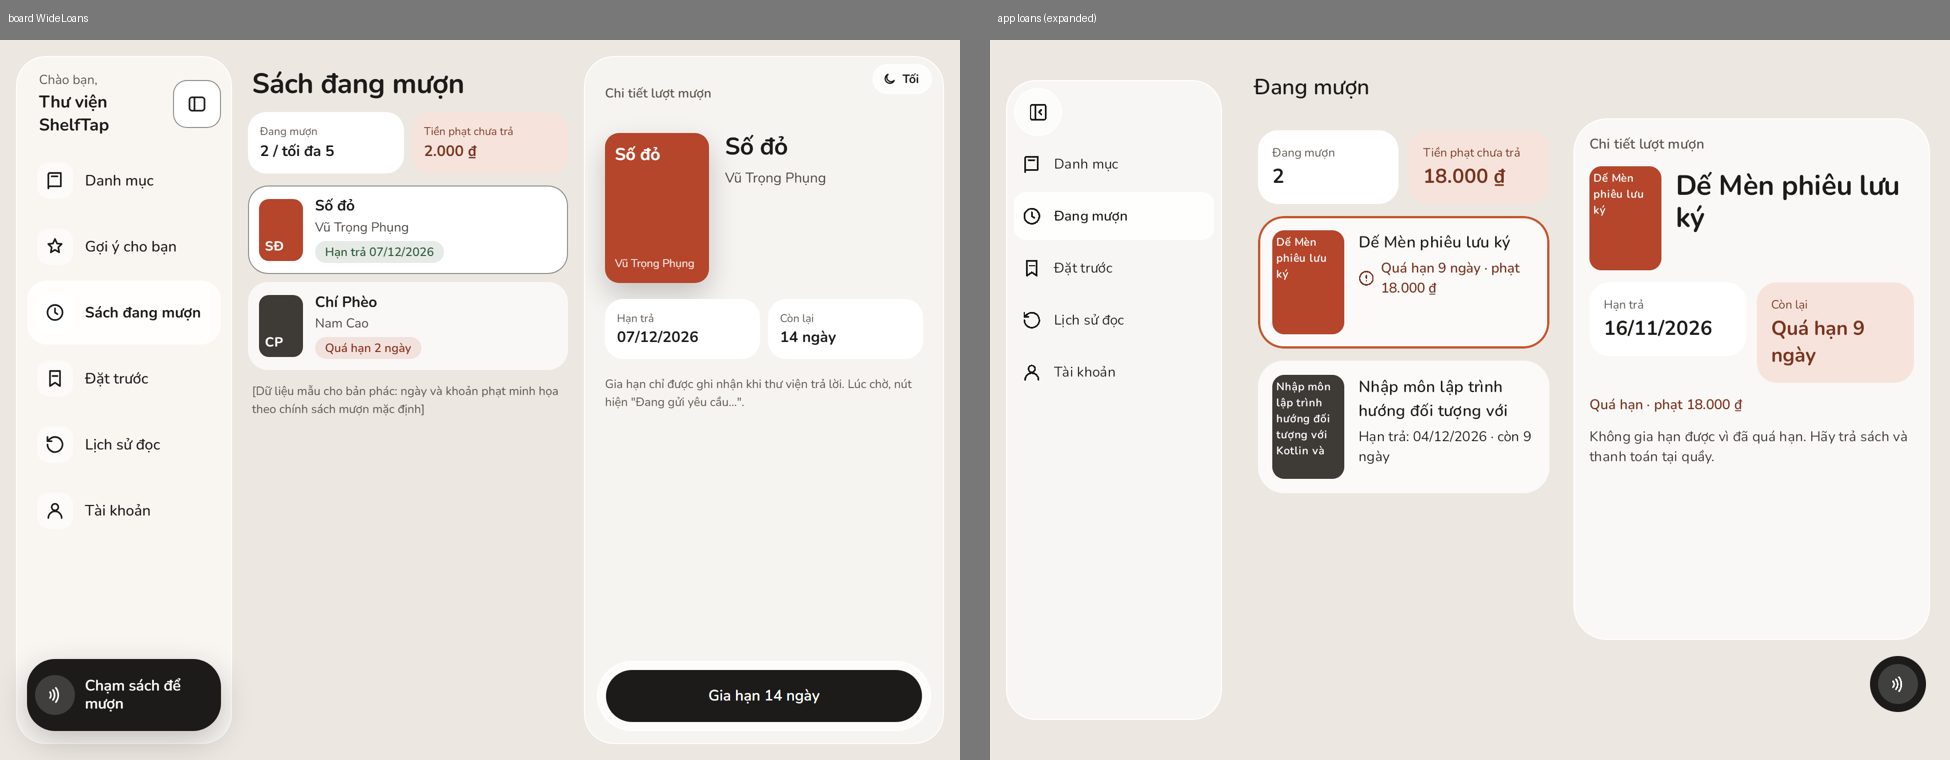 board WideLoans
Chào bạn,
Thư viện
ShelfTap
Danh mục
Gợi ý cho bạn
Sách đang mượn
Đặt trước
Lịch sử đọc
Tài khoản
Chạm sách để
mượn
Sách đang mượn
Đang mượn
2 / tối đa 5
Tiền phạt chưa trả
2.000 ₫
SĐ
Số đỏ
Vũ Trọng Phụng
Hạn trả 07/12/2026
CP
Chí Phèo
Nam Cao
Quá hạn 2 ngày
[Dữ liệu mẫu cho bản phác: ngày và khoản phạt minh họa
theo chính sách mượn mặc định]
Tối
Chi tiết lượt mượn
Số đỏ
Vũ Trọng Phụng
Số đỏ
Vũ Trọng Phụng
Hạn trả
07/12/2026
Còn lại
14 ngày
Gia hạn chỉ được ghi nhận khi thư viện trả lời. Lúc chờ, nút
hiện "Đang gửi yêu cầu...".
Gia hạn 14 ngày
app loans (expanded)
Danh mục
Đang mượn
Đặt trước
Lịch sử đọc
Tài khoản
Đang mượn
Đang mượn
2
Tiền phạt chưa trả
18.000 ₫
Dế Mèn
phiêu lưu
ký
Dế Mèn phiêu lưu ký
Quá hạn 9 ngày · phạt
18.000 ₫
Nhập môn
lập trình
hướng đối
tượng với
Kotlin và
Nhập môn lập trình
hướng đối tượng với
Hạn trả: 04/12/2026 · còn 9
ngày
Chi tiết lượt mượn
Dế Mèn
phiêu lưu
ký
Dế Mèn phiêu lưu
ký
Hạn trả
16/11/2026
Còn lại
Quá hạn 9
ngày
Quá hạn · phạt 18.000 ₫
Không gia hạn được vì đã quá hạn. Hãy trả sách và
thanh toán tại quầy.